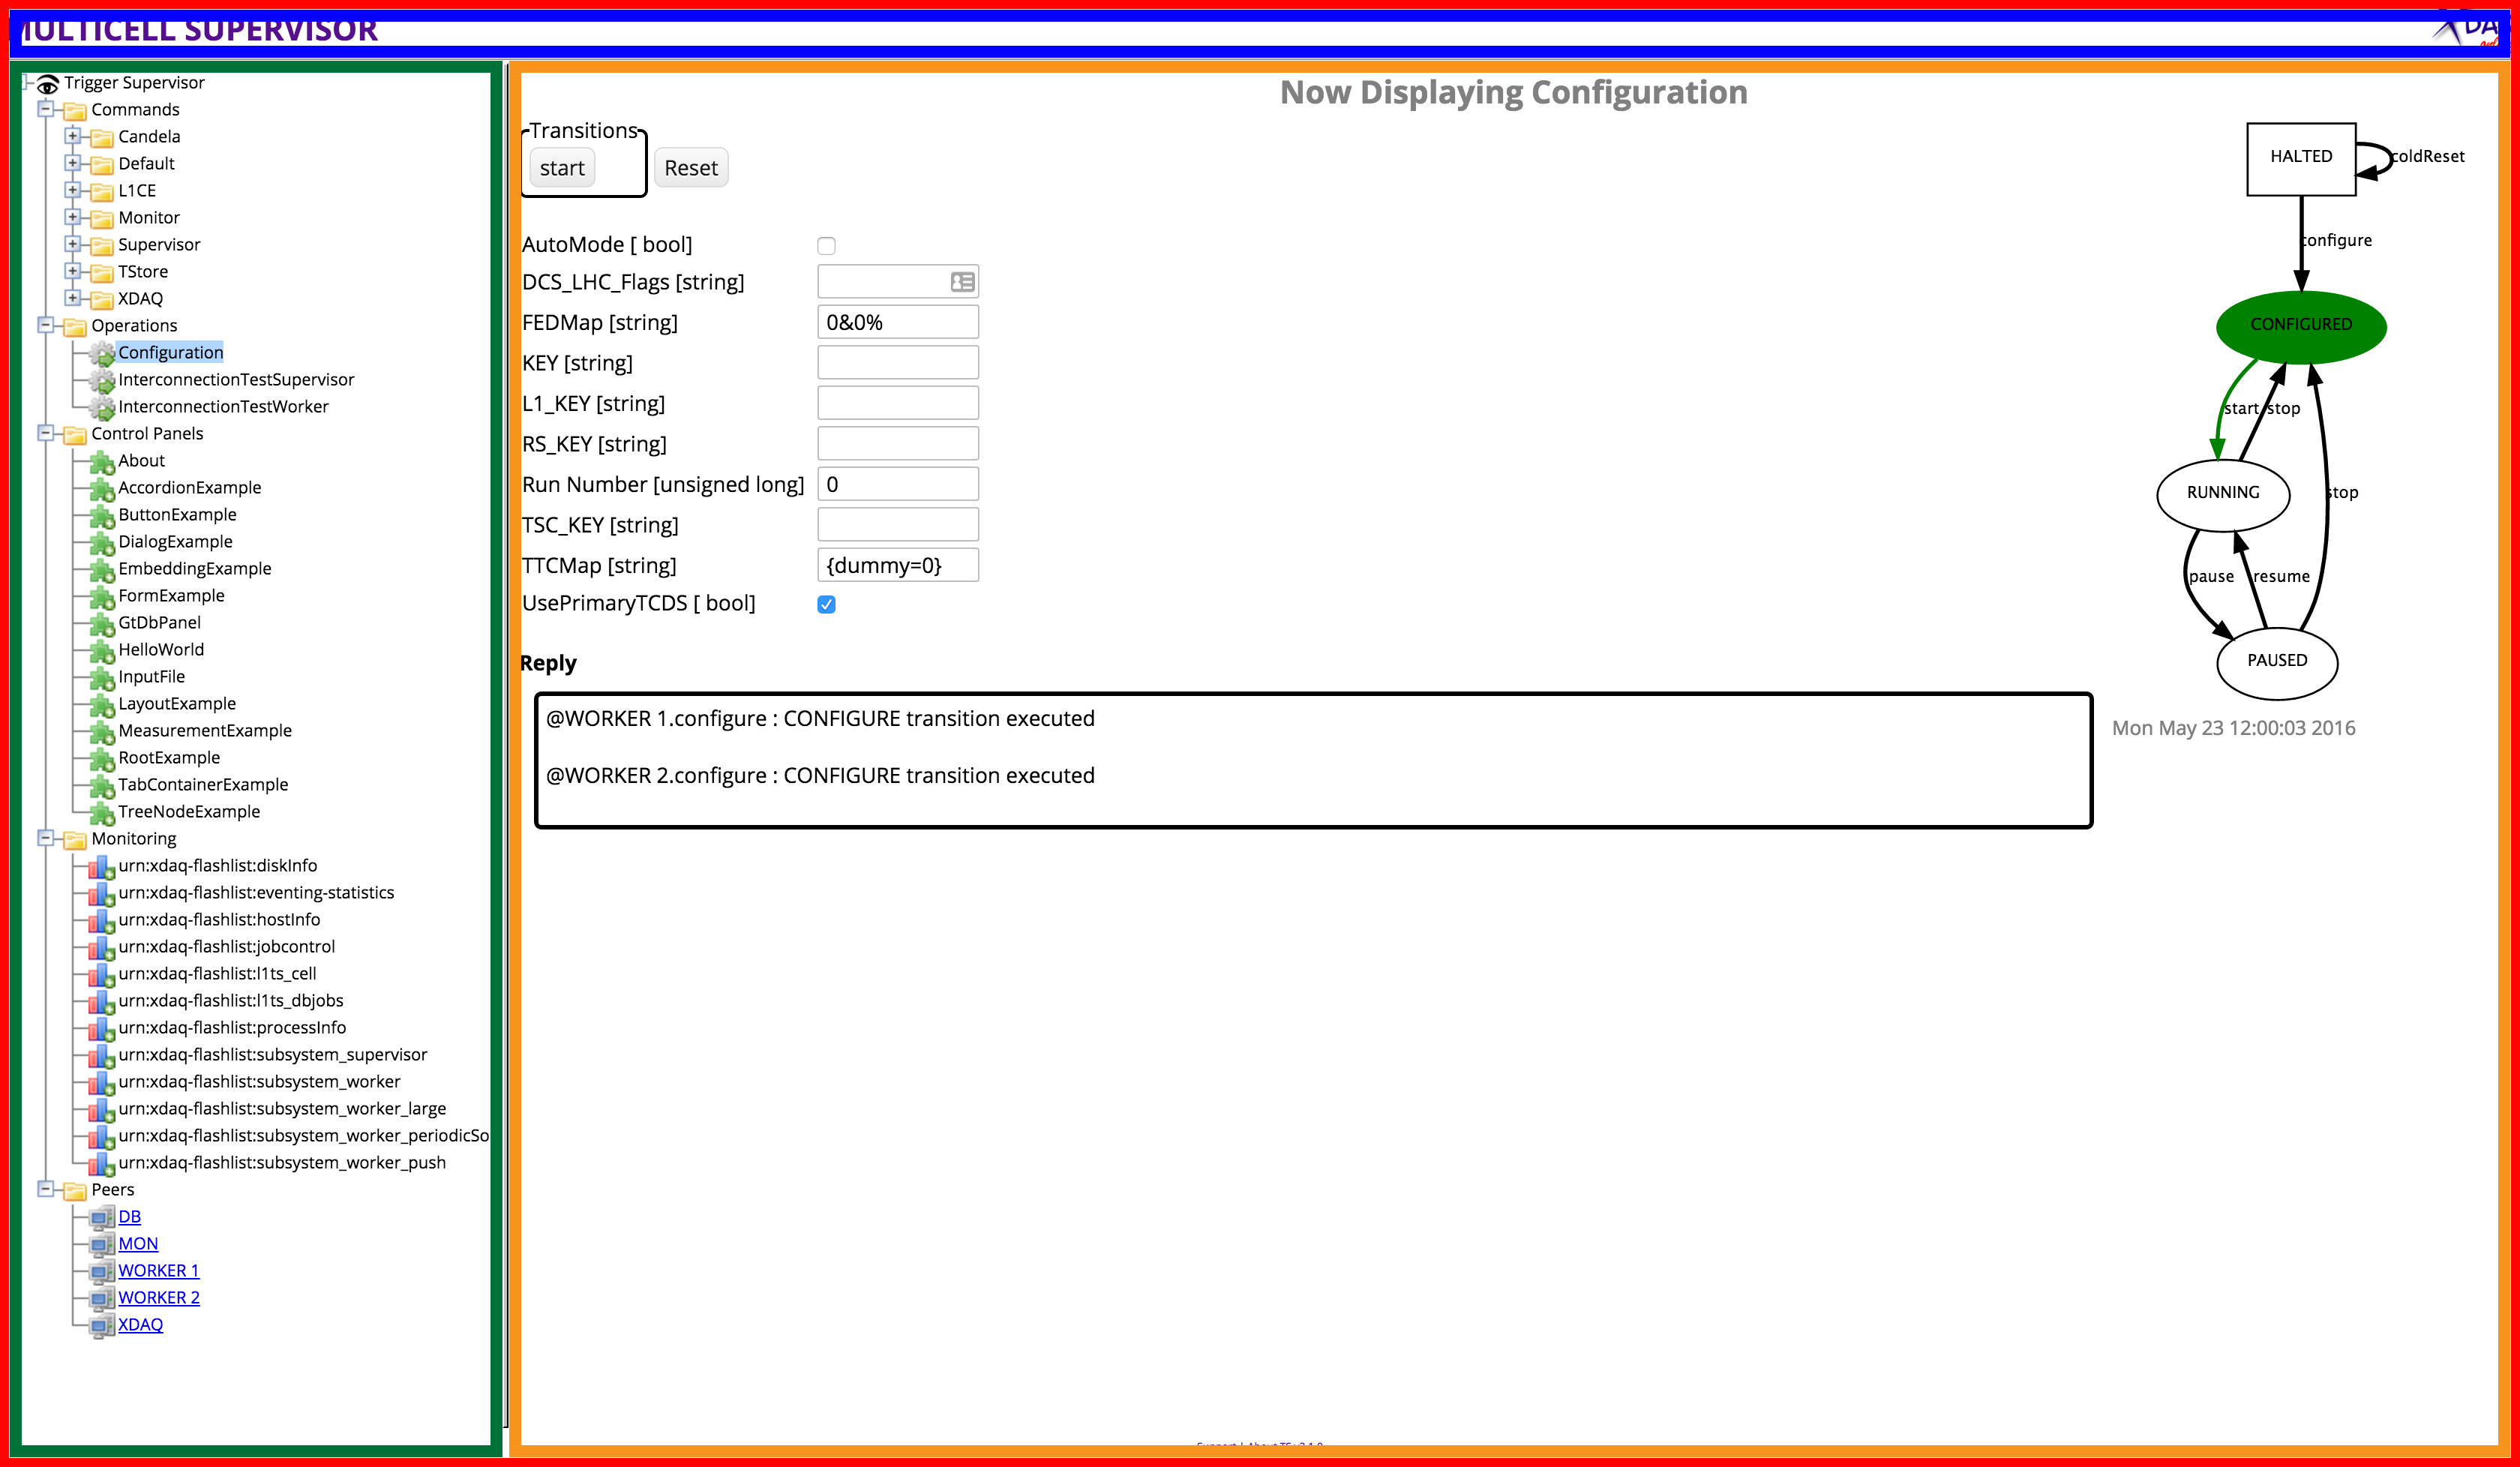 MULTICELL SUPERVISOR
Trigger Supervisor
Commands
Candela
Default
L1CE
Monitor
Supervisor
TStore
XDAQ
Operations
Configuration
InterconnectionTestSupervisor
InterconnectionTestWorker
Control Panels
About
AccordionExample
ButtonExample
DialogExample
EmbeddingExample
FormExample
GtDbPanel
HelloWorld
InputFile
LayoutExample
MeasurementExample
RootExample
TabContainerExample
TreeNodeExample
Monitoring
urn:xdaq-flashlist:diskInfo
urn:xdaq-flashlist:eventing-statistics
urn:xdaq-flashlist:hostInfo
urn:xdaq-flashlist:jobcontrol
urn:xdaq-flashlist:l1ts_cell
urn:xdaq-flashlist:l1ts_dbjobs
urn:xdaq-flashlist:processInfo
urn:xdaq-flashlist:subsystem_supervisor
urn:xdaq-flashlist:subsystem_worker
urn:xdaq-flashlist:subsystem_worker_large
urn:xdaq-flashlist:subsystem_worker_periodicSo
urn:xdaq-flashlist:subsystem_worker_push
Peers
DB
MON
WORKER 1
WORKER 2
XDAQ
Now Displaying Configuration
Transitions
start Reset
AutoMode [ bool]
DCS_LHC_Flags [string]
FEDMap [string] 0&0%
KEY [string]
L1_KEY [string]
RS_KEY [string]
Run Number [unsigned long] 0
TSC_KEY [string]
TTCMap [string] {dummy=0}
UsePrimaryTCDS [ bool]
Reply
@WORKER 1.configure : CONFIGURE transition executed
@WORKER 2.configure : CONFIGURE transition executed
HALTED coldReset
configure
CONFIGURED
start stop
RUNNING stop
pause resume
PAUSED
Mon May 23 12:00:03 2016